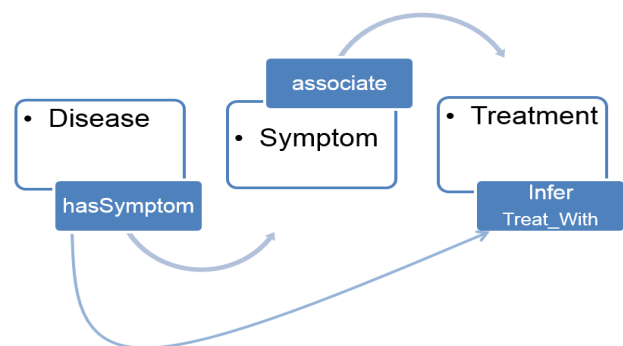 • Disease
hasSymptom
associate
• Symptom
• Treatment
Infer
Treat_With